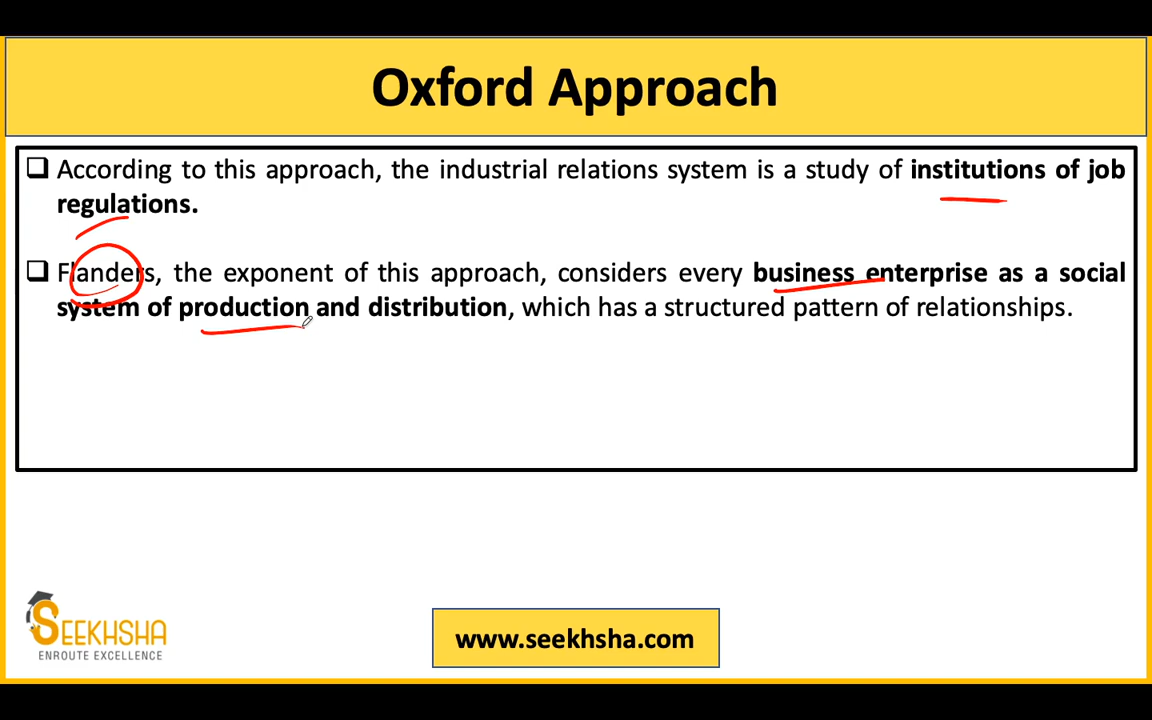 Oxford Approach
According to this approach, the industrial relations system is a study of institutions of job
regulations.
Flanders, the exponent of this approach, considers every business enterprise as a social
system of production and distribution, which has a structured pattern of relationships.
SEEKHSHA
ENROUTE EXCELLENCE
www.seekhsha.com